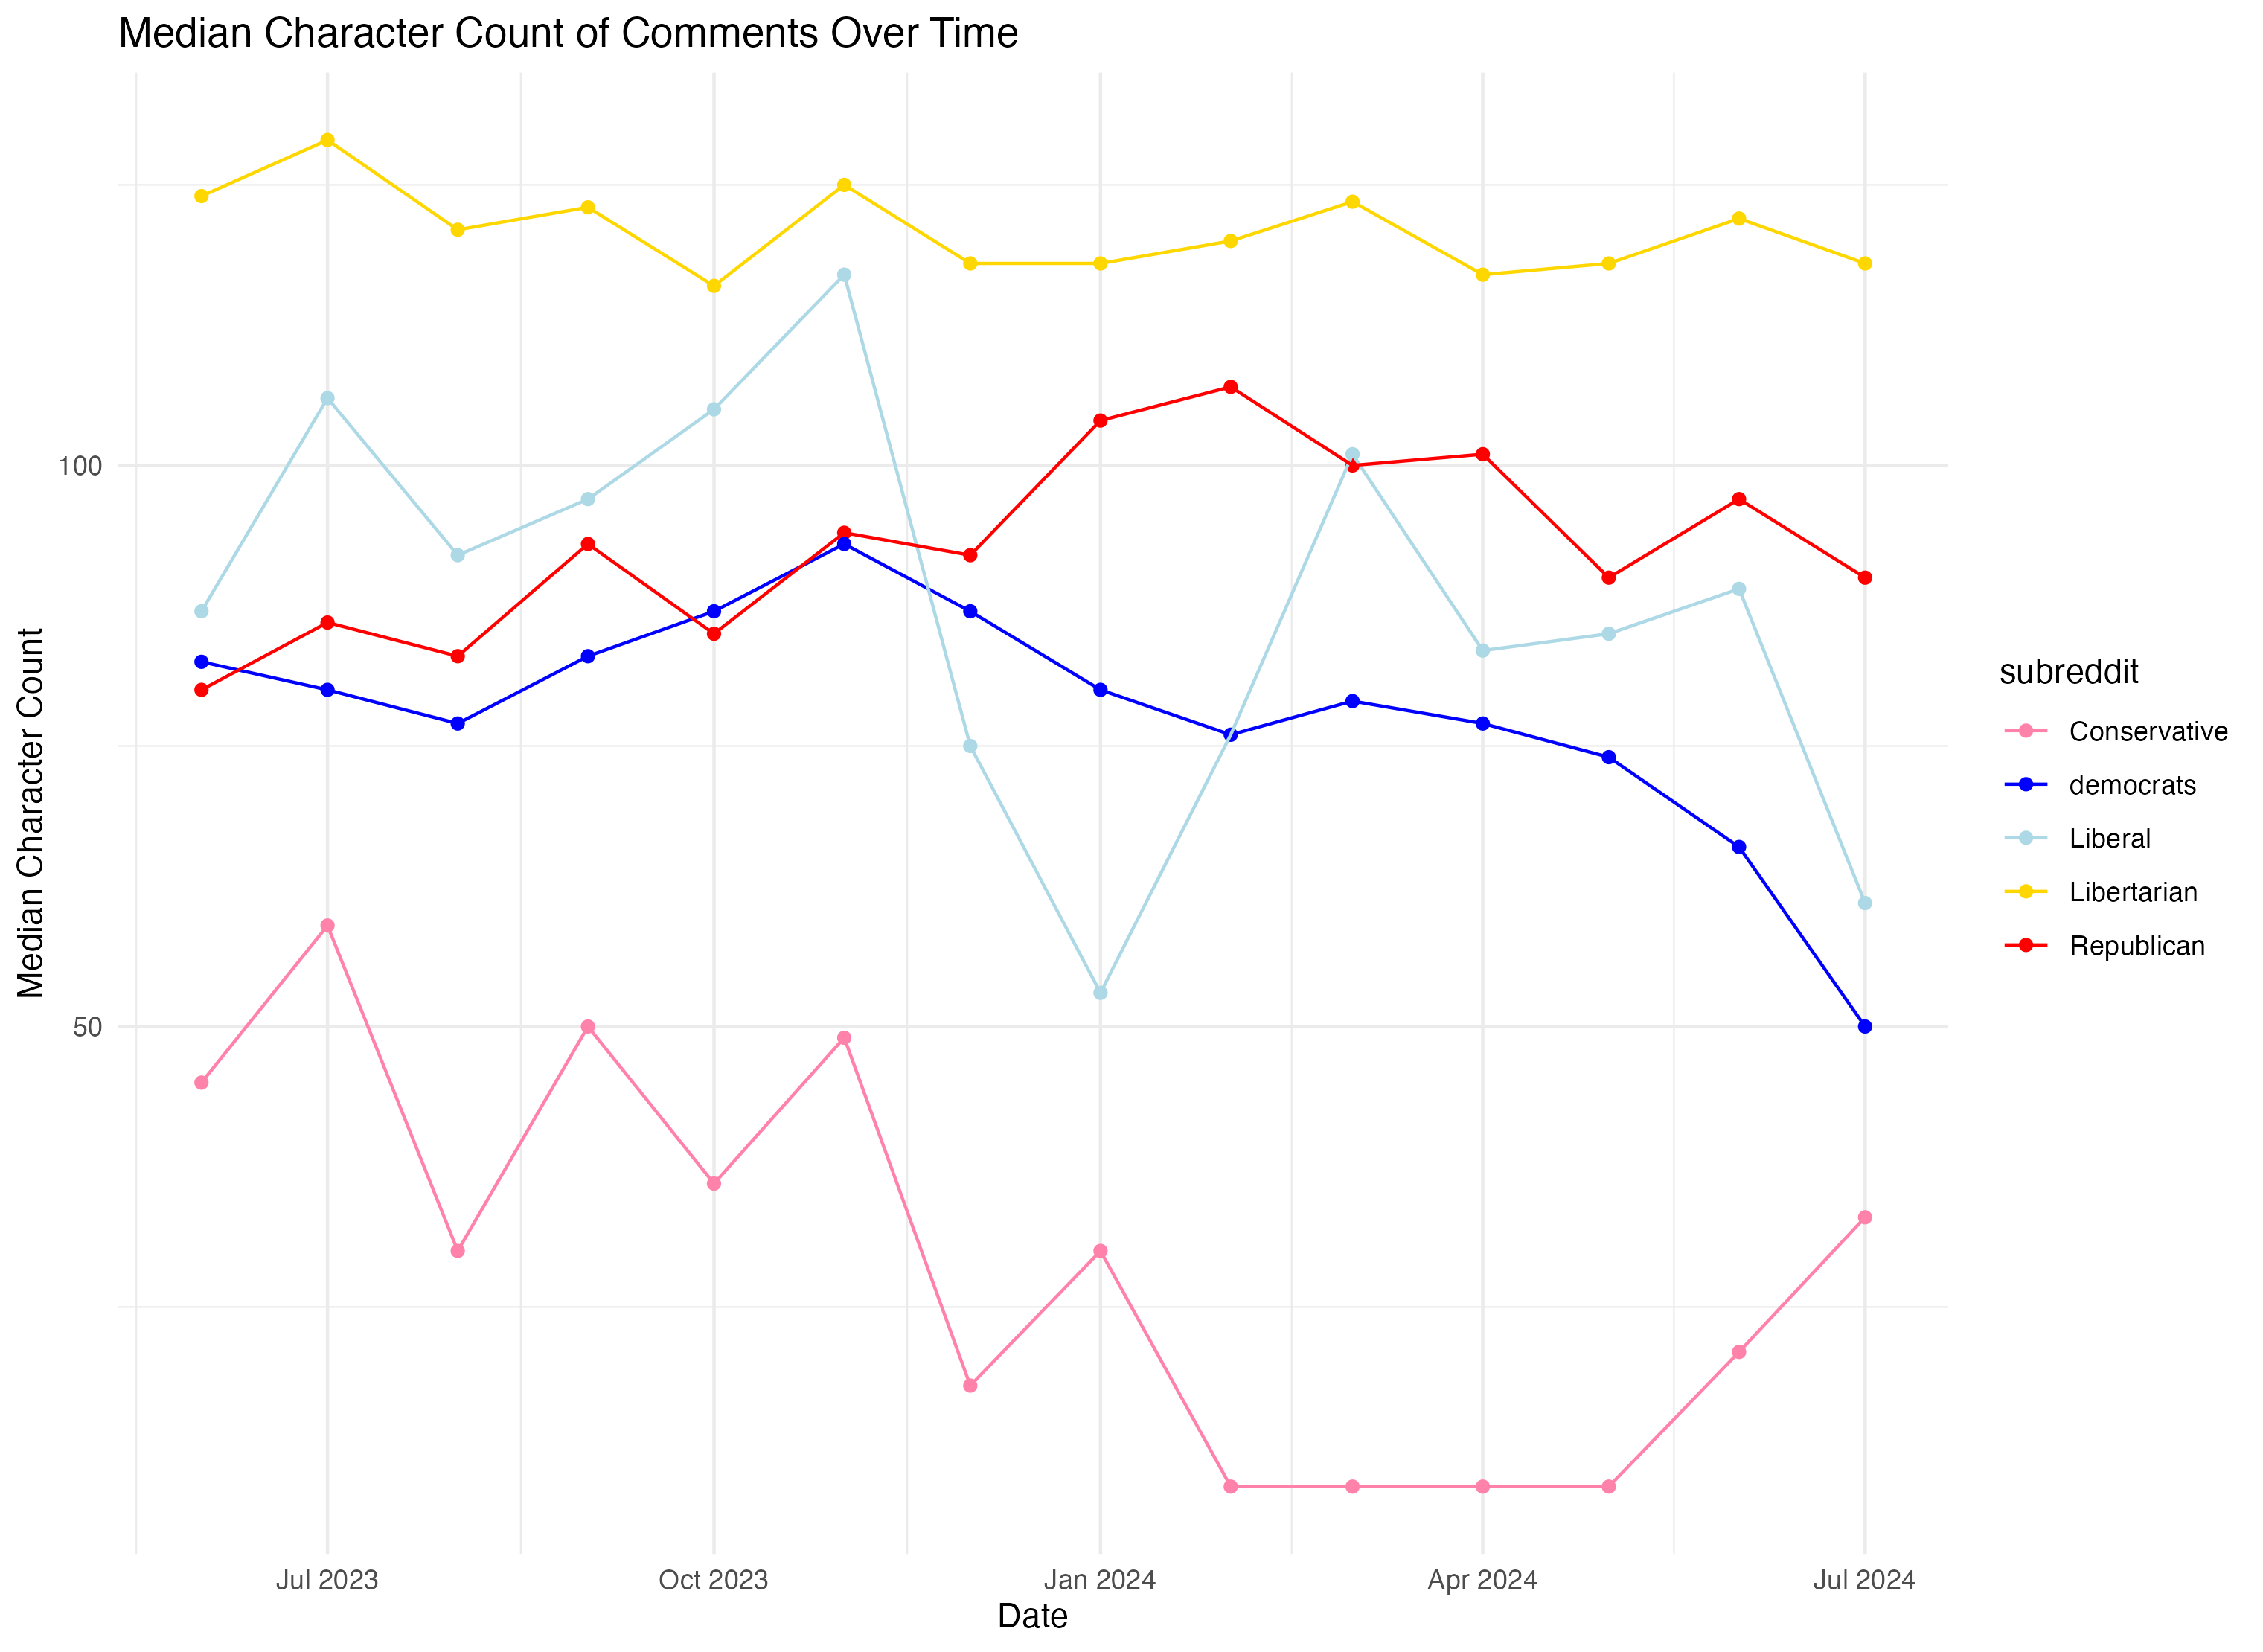 Median Character Count of Comments Over Time
Median Character Count
100
50
Jul 2023
Oct 2023
Jan 2024
Apr 2024
Jul 2024
Date
subreddit
Conservative
democrats
Liberal
Libertarian
Republican